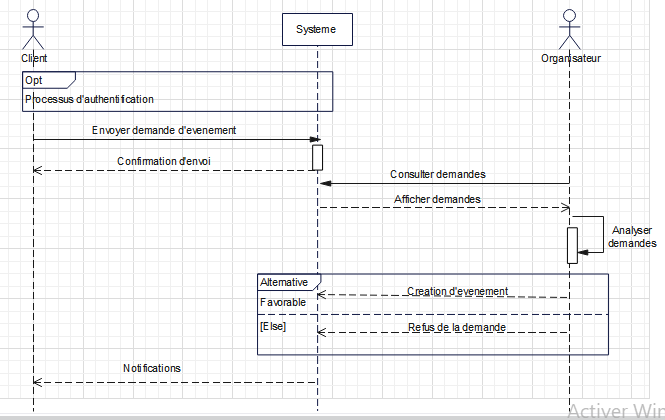 Systeme
Client
Organisateur
Opt
Processus d'authentification
Envoyer demande d'evenement
Confirmation d'envoi
Consulter demandes
Afficher demandes
Analyser
demandes
Alternative
Creation d'evenement
Favorable
[Else]
Refus de la demande
Notifications
Activer Win